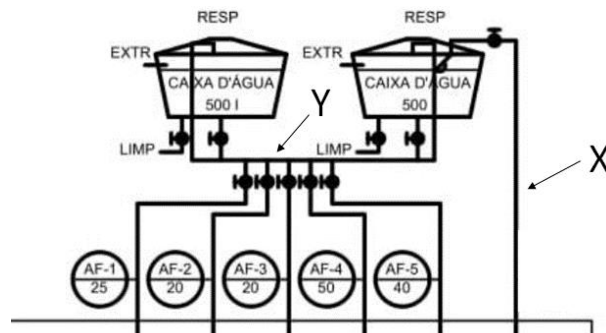 RESP
RESP
EXTR
EXTR
CAIXA D'ÁGUA
500 l
CAIXA D'ÁGUA
500
Y
LIMP
LIMP
X
AF-1
25
AF-2
20
AF-3
20
AF-4
50
AF-5
40